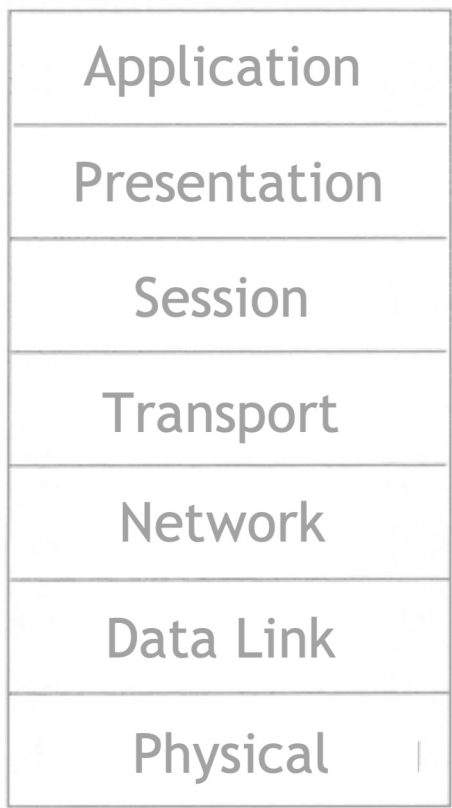 Application
Presentation
Session
Transport
Network
Data Link
Physical